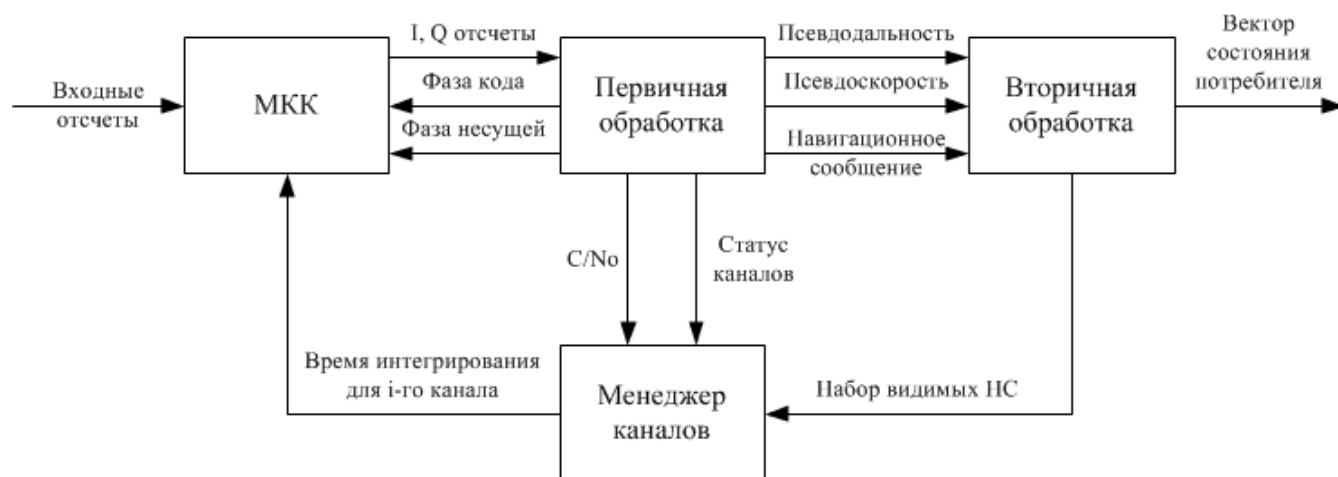 Входные
отсчеты
МКК
I, Q отсчеты
Фаза кода
Фаза несущей
Первичная
обработка
Псевдодальность
Псевдоскорость
Навигационное
сообщение
Вторичная
обработка
Вектор
состояния
потребителя
C/No
Статус
каналов
Время интегрирования
для i-го канала
Менеджер
каналов
Набор видимых НС